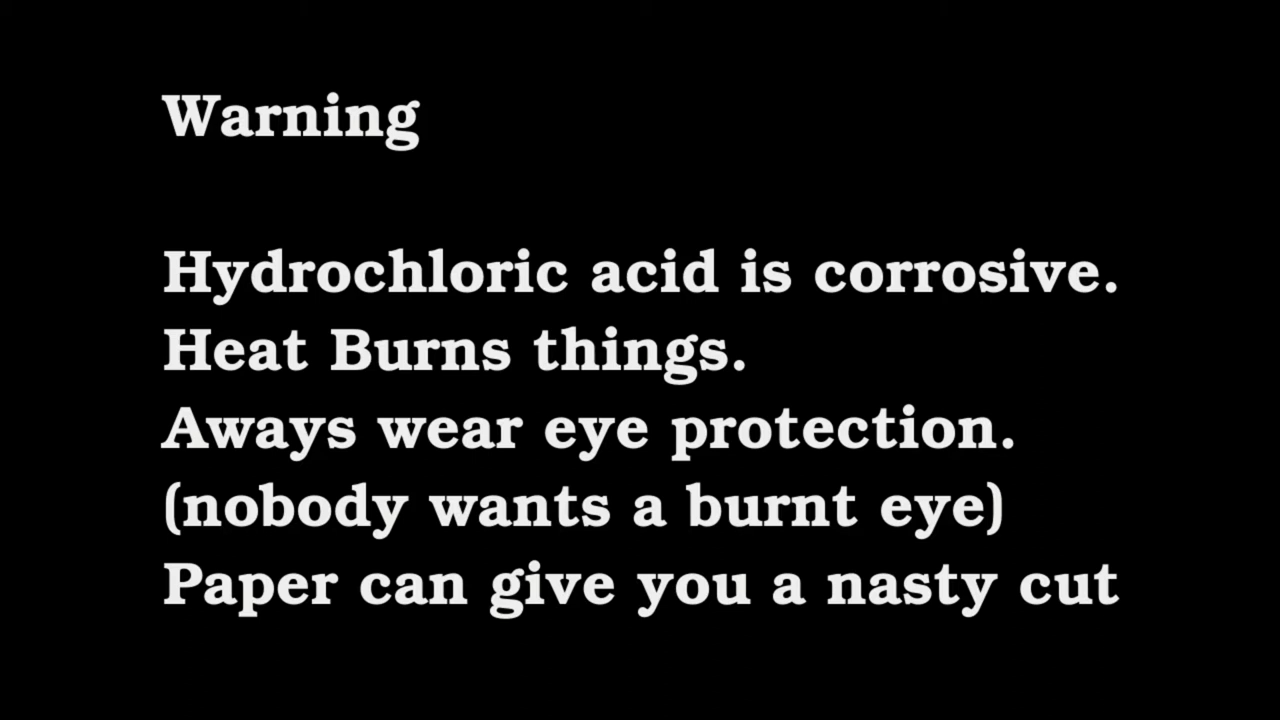 Warning
Hydrochloric acid is corrosive.
Heat Burns things.
Aways wear eye protection.
(nobody wants a burnt eye)
Paper can give you a nasty cut